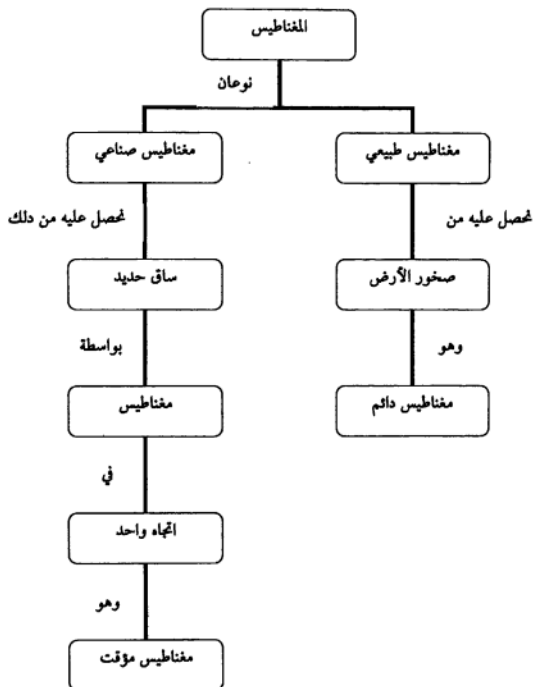 المغناطيس
نوعان
مغناطيس طبيعي
مغناطيس صناعي
نحصل عليه من
نحصل عليه من دلك
صخور الأرض
ساق حديد
وهو
بواسطة
مغناطيس دائم
مغناطيس
في
اتجاه واحد
وهو
مغناطيس مؤقت